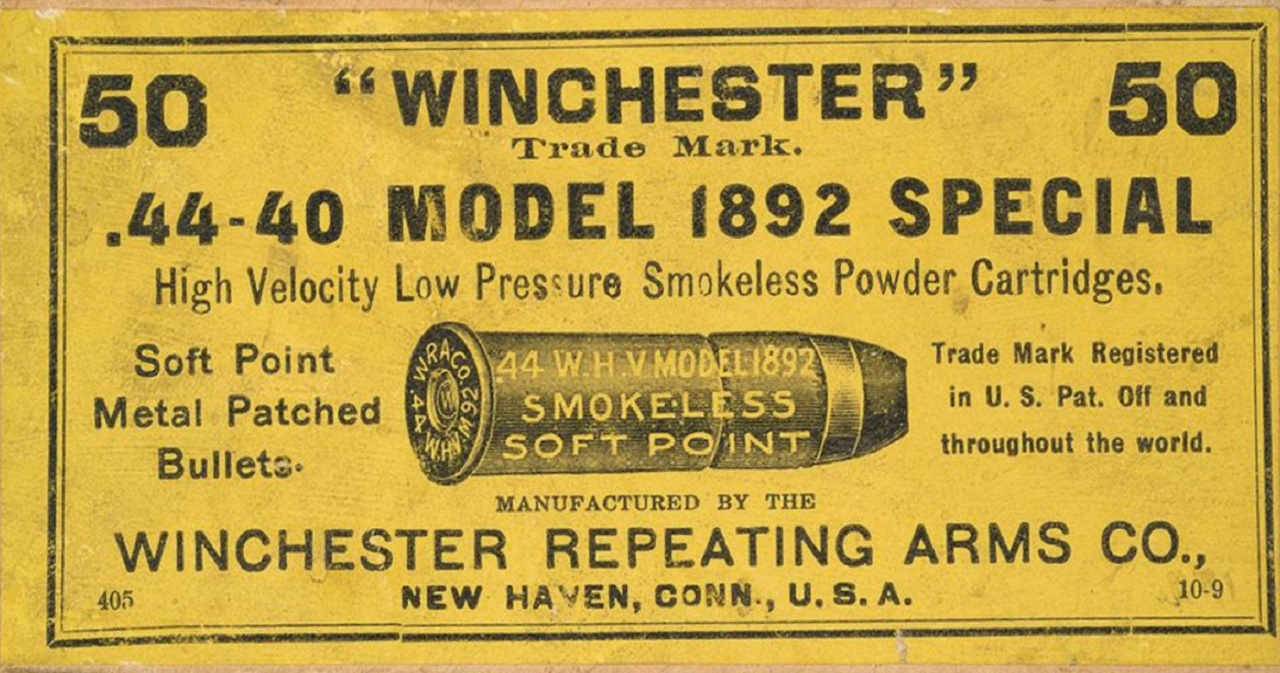 50 "WINCHESTER" 50
Trade Mark.
.44-40 MODEL 1892 SPECIAL
High Velocity Low Pressure Smokeless Powder Cartridges.
Soft Point
Metal Patched
Bullets.
W.R.A.CO.
.44 W.H.V. M.92
W
.44 W.H.V MODEL 1892
SMOKELESS
SOFT POINT
Trade Mark Registered
in U. S. Pat. Off and
throughout the world.
MANUFACTURED BY THE
WINCHESTER REPEATING ARMS CO.,
NEW HAVEN, CONN., U. S. A.
405
10-9